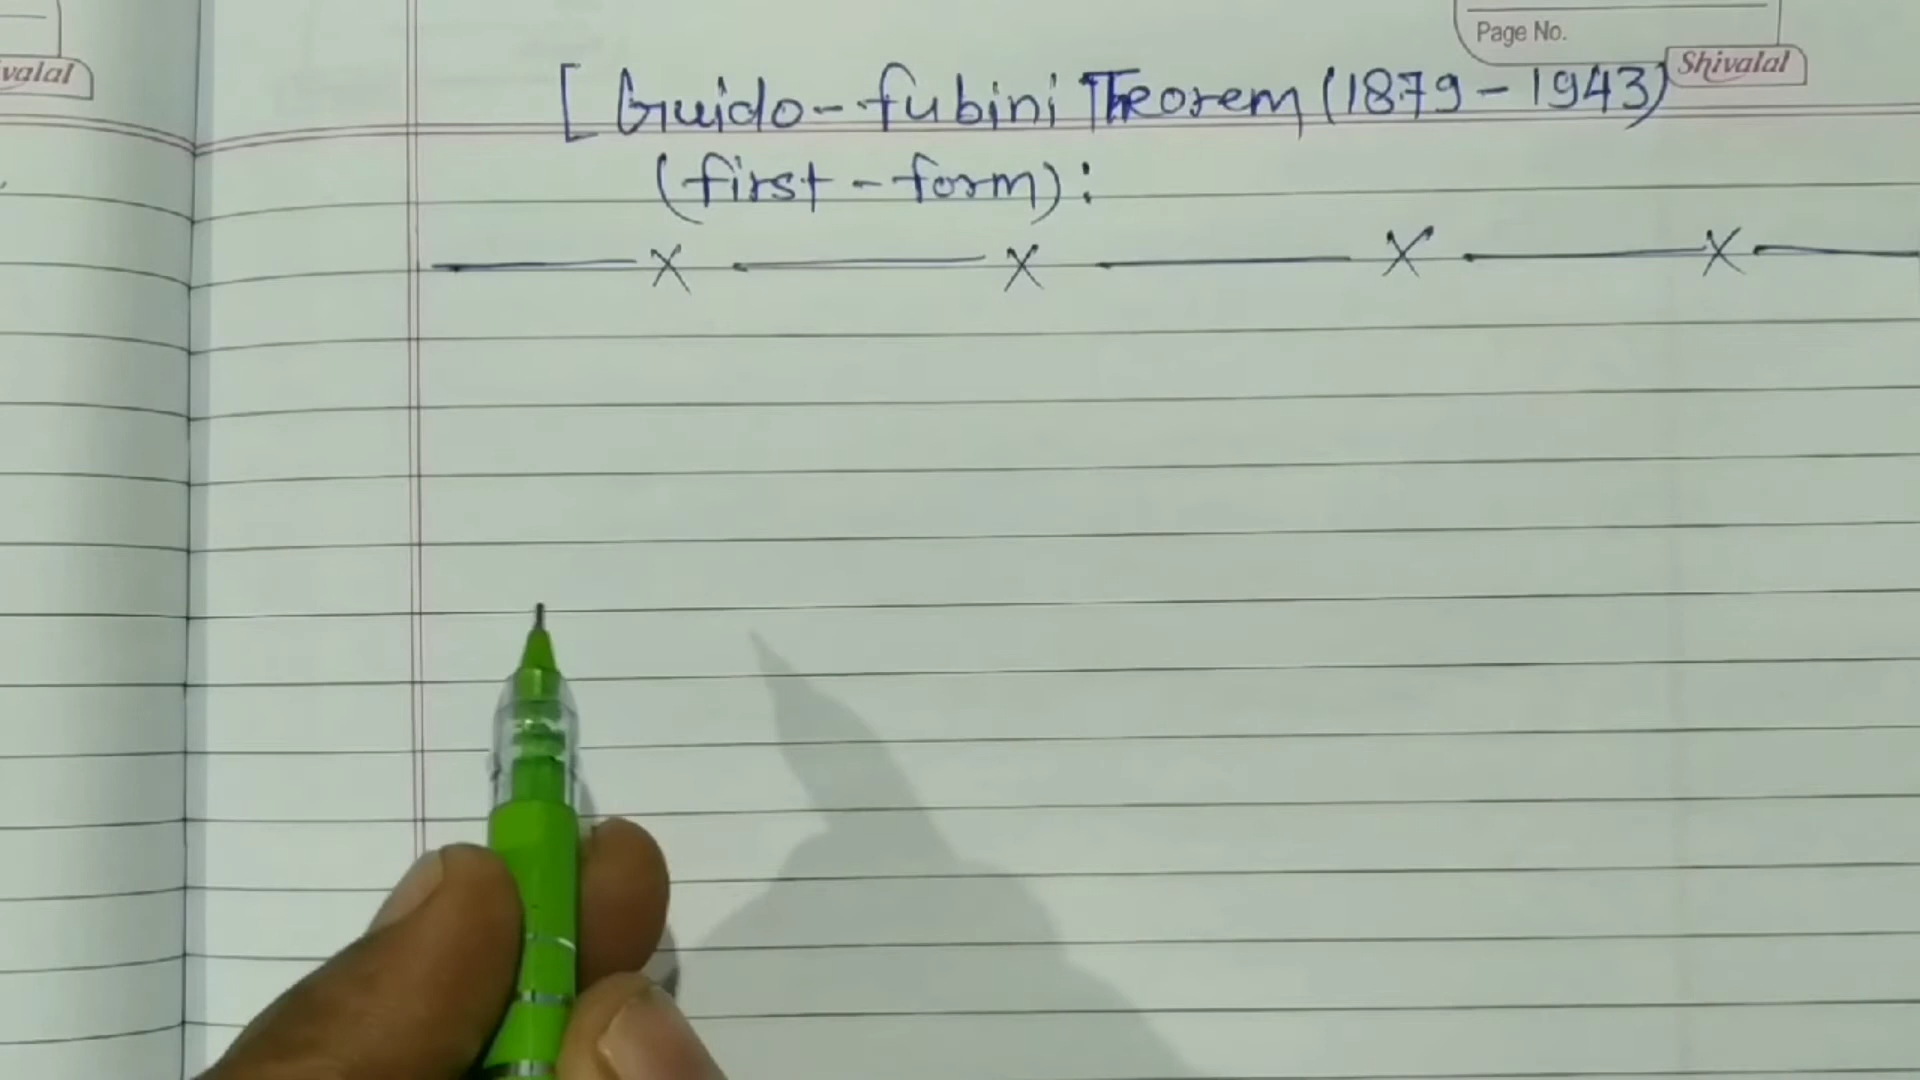 Page No.
valal
Shivalal
[ Guido-fubini Theorem (1879-1943)
(first-form):